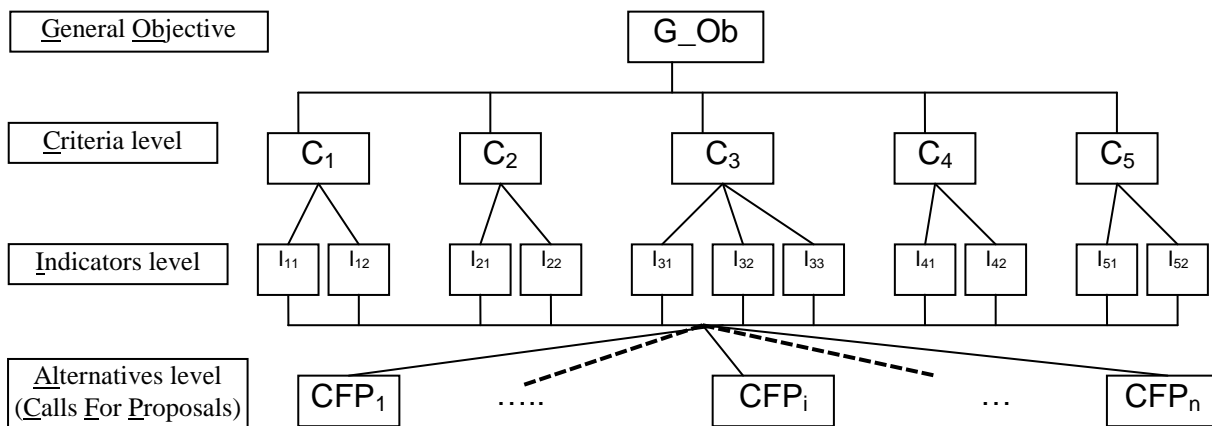 General Objective
G_Ob
Criteria level
C₁ C₂ C₃ C₄ C₅
Indicators level
I₁₁ I₁₂ I₂₁ I₂₂ I₃₁ I₃₂ I₃₃ I₄₁ I₄₂ I₅₁ I₅₂
Alternatives level
(Calls For Proposals)
CFP₁ ..... CFPᵢ ... CFPₙ